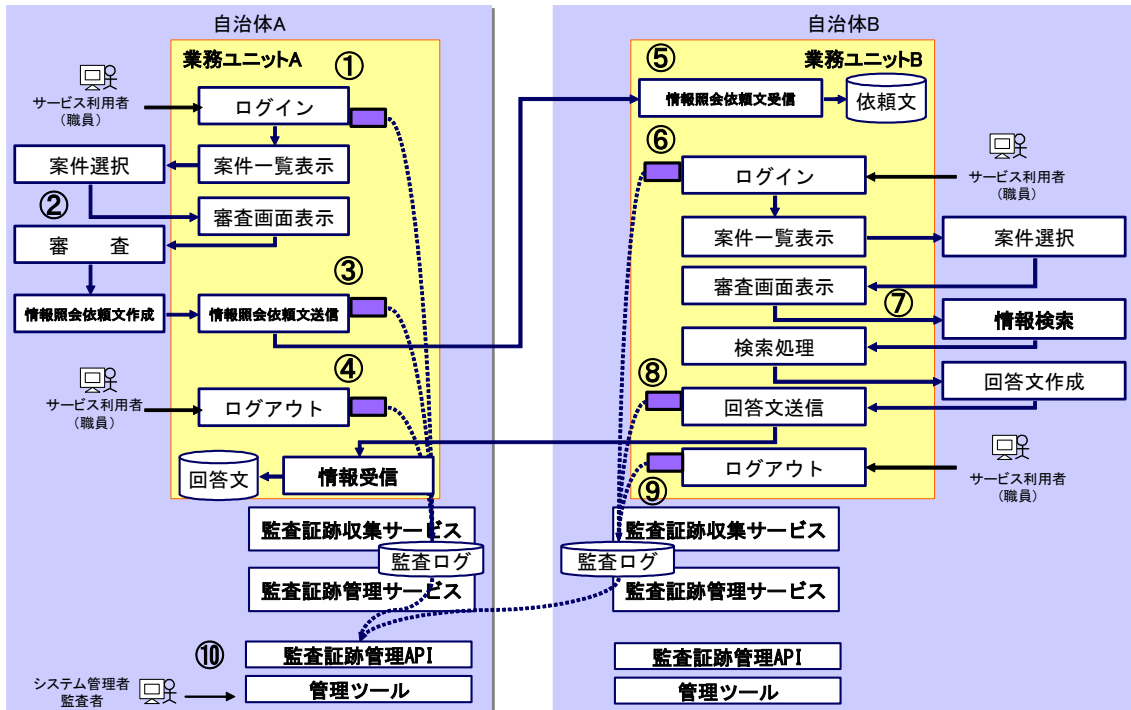 自治体A
業務ユニットA
①
サービス利用者
(職員)
ログイン
案件選択
案件一覧表示
②
審査画面表示
審　　査
③
情報照会依頼文作成
情報照会依頼文送信
④
サービス利用者
(職員)
ログアウト
回答文
情報受信
監査証跡収集サービス
監査ログ
監査証跡管理サービス
⑩
監査証跡管理API
システム管理者
監査者
管理ツール
自治体B
業務ユニットB
⑤
情報照会依頼文受信
依頼文
⑥
ログイン
サービス利用者
(職員)
案件一覧表示
案件選択
審査画面表示
⑦
情報検索
検索処理
回答文作成
⑧
回答文送信
ログアウト
サービス利用者
(職員)
⑨
監査証跡収集サービス
監査ログ
監査証跡管理サービス
監査証跡管理API
管理ツール